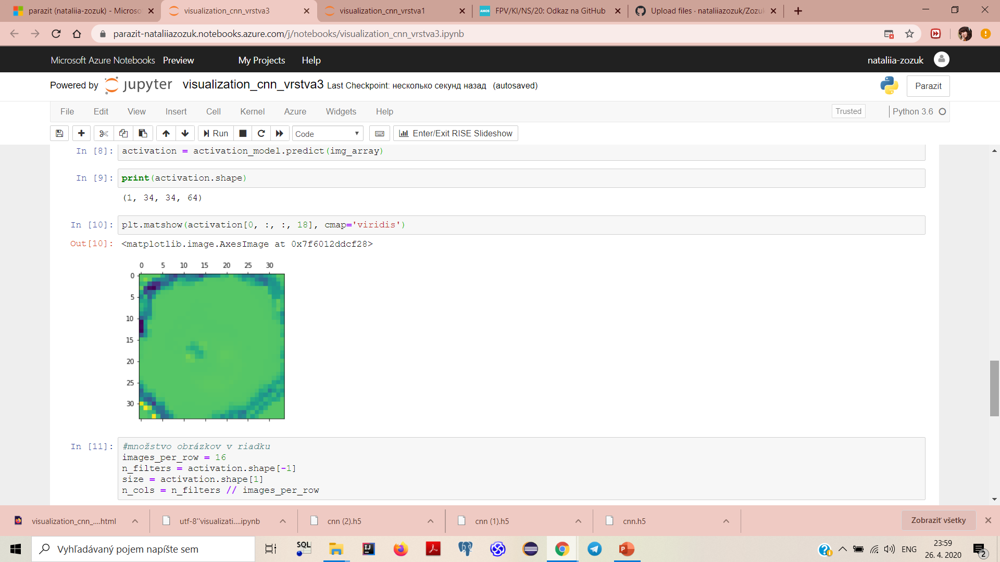 parazit (nataliia-zozuk) - Microso
visualization_cnn_vrstva3
visualization_cnn_vrstva1
FPV/KI/NS/20: Odkaz na GitHub
Upload files · nataliiazozuk/Zozuk
parazit-nataliiazozuk.notebooks.azure.com/j/notebooks/visualization_cnn_vrstva3.ipynb
Microsoft Azure Notebooks Preview My Projects Help nataliia-zozuk
Powered by jupyter visualization_cnn_vrstva3 Last Checkpoint: несколько секунд назад (autosaved) Parazit
File Edit View Insert Cell Kernel Azure Widgets Help Trusted Python 3.6
Run Code Enter/Exit RISE Slideshow
In [8]: activation = activation_model.predict(img_array)
In [9]: print(activation.shape)
(1, 34, 34, 64)
In [10]: plt.matshow(activation[0, :, :, 18], cmap='viridis')
Out[10]: <matplotlib.image.AxesImage at 0x7f6012ddcf28>
0 5 10 15 20 25 30
0
5
10
15
20
25
30
In [11]: #množstvo obrázkov v riadku
images_per_row = 16
n_filters = activation.shape[-1]
size = activation.shape[1]
n_cols = n_filters // images_per_row
visualization_cnn_....html
utf-8''visualizati....ipynb
cnn (2).h5
cnn (1).h5
cnn.h5
Zobraziť všetky
Vyhľadávaný pojem napíšte sem
SQL
IJ
P
ENG
23:59
26. 4. 2020
2